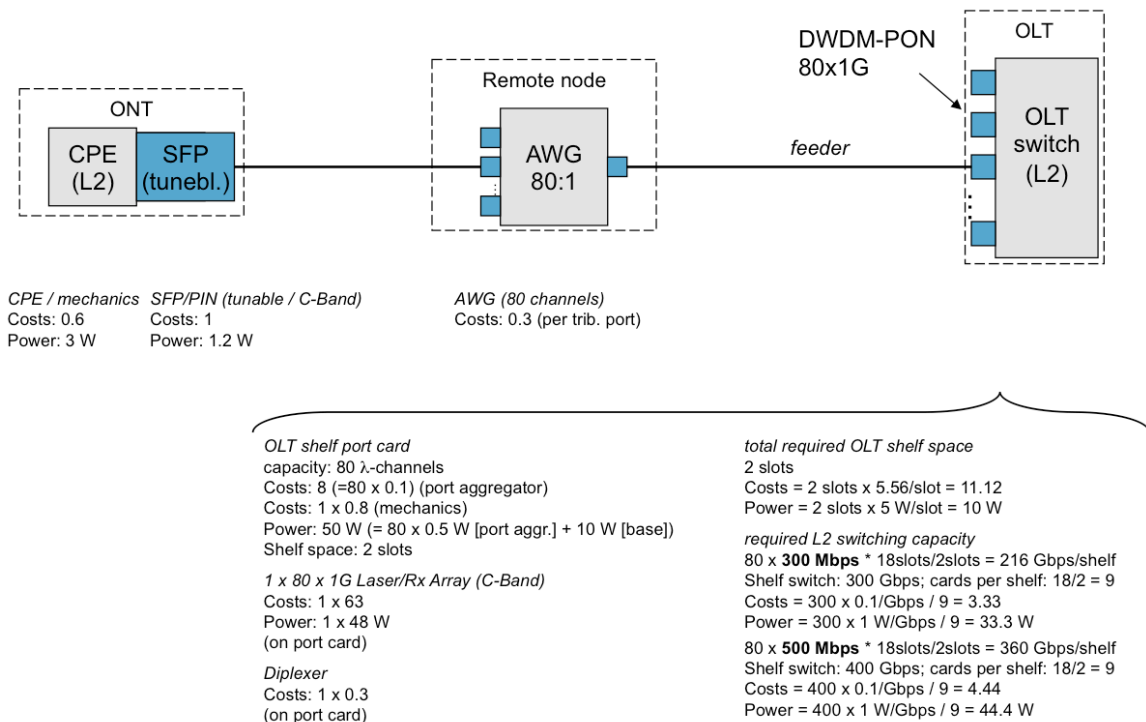 DWDM-PON
80x1G
OLT
Remote node
ONT
CPE
(L2)
SFP
(tunebl.)
AWG
80:1
feeder
OLT
switch
(L2)
CPE / mechanics
Costs: 0.6
Power: 3 W
SFP/PIN (tunable / C-Band)
Costs: 1
Power: 1.2 W
AWG (80 channels)
Costs: 0.3 (per trib. port)
OLT shelf port card
capacity: 80 λ-channels
Costs: 8 (=80 x 0.1) (port aggregator)
Costs: 1 x 0.8 (mechanics)
Power: 50 W (= 80 x 0.5 W [port aggr.] + 10 W [base])
Shelf space: 2 slots
1 x 80 x 1G Laser/Rx Array (C-Band)
Costs: 1 x 63
Power: 1 x 48 W
(on port card)
Diplexer
Costs: 1 x 0.3
(on port card)
total required OLT shelf space
2 slots
Costs = 2 slots x 5.56/slot = 11.12
Power = 2 slots x 5 W/slot = 10 W
required L2 switching capacity
80 x 300 Mbps * 18slots/2slots = 216 Gbps/shelf
Shelf switch: 300 Gbps; cards per shelf: 18/2 = 9
Costs = 300 x 0.1/Gbps / 9 = 3.33
Power = 300 x 1 W/Gbps / 9 = 33.3 W
80 x 500 Mbps * 18slots/2slots = 360 Gbps/shelf
Shelf switch: 400 Gbps; cards per shelf: 18/2 = 9
Costs = 400 x 0.1/Gbps / 9 = 4.44
Power = 400 x 1 W/Gbps / 9 = 44.4 W